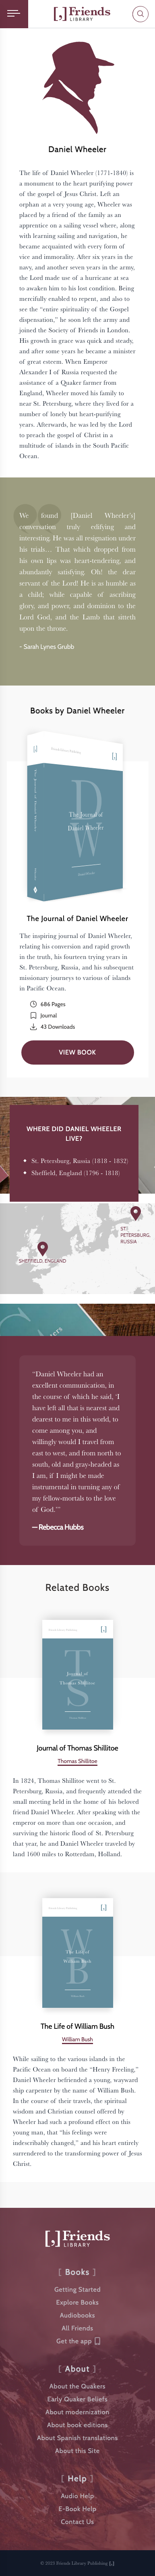 Friends
LIBRARY
Daniel Wheeler
The life of Daniel Wheeler (1771-1840) is
a monument to the heart purifying power
of the gospel of Jesus Christ. An orphan
at six years of age, Wheeler was
placed by a friend of the family as an
apprentice on a sailing vessel where, along
with learning sailing and navigation, he
became acquainted with every form of
vice and immorality. After six years in the
navy, and another seven years in the army,
the Lord made use of a hurricane at sea
to awaken him to his lost condition. Being
mercifully enabled to repent, and also to
see the “entire spirituality of the Gospel
dispensation,” he soon left the army and
joined the Society of Friends in London.
His growth in grace was quick and steady,
and after some years he became a minister
of great esteem. When Emperor
Alexander I of Russia requested the
assistance of a Quaker farmer from
England, Wheeler moved his family to
near St. Petersburg, where they lived for a
number of lonely but heart-purifying
years. Afterwards, he was led by the Lord
to preach the gospel of Christ in a
multitude of islands in the South Pacific
Ocean.
We found [Daniel Wheeler's]
conversation truly edifying and
interesting. He was all resignation under
his trials… That which dropped from
his own lips was heart-tendering, and
abundantly satisfying. Oh! the dear
servant of the Lord! He is as humble as
a child; while capable of ascribing
glory, and power, and dominion to the
Lord God, and the Lamb that sitteth
upon the throne.
- Sarah Lynes Grubb
Books by Daniel Wheeler
The Journal of
Daniel Wheeler
DW
The Journal of Daniel Wheeler
The inspiring journal of Daniel Wheeler,
relating his conversion and rapid growth
in the truth, his fourteen trying years in
St. Petersburg, Russia, and his subsequent
missionary journeys to various islands
in Pacific Ocean.
686 Pages
Journal
43 Downloads
VIEW BOOK
WHERE DID DANIEL WHEELER
LIVE?
St. Petersburg, Russia (1818 - 1832)
Sheffield, England (1796 - 1818)
ST.
PETERSBURG,
RUSSIA
SHEFFIELD, ENGLAND
“Daniel Wheeler had an
excellent communication, in
the course of which he said, ‘I
have left all that is nearest and
dearest to me in this world, to
come among you, and
willingly would I travel from
east to west, and from north to
south, old and gray-headed as
I am, if I might be made
instrumental in turning any of
my fellow-mortals to the love
of God.’”
— Rebecca Hubbs
Related Books
Journal of
Thomas Shillitoe
TS
Journal of Thomas Shillitoe
Thomas Shillitoe
In 1824, Thomas Shillitoe went to St.
Petersburg, Russia, and frequently attended the
small meeting held in the home of his beloved
friend Daniel Wheeler. After speaking with the
emperor on more than one occasion, and
surviving the historic flood of St. Petersburg
that year, he and Daniel Wheeler traveled by
land 1600 miles to Rotterdam, Holland.
The Life of
William Bush
WB
The Life of William Bush
William Bush
While sailing to the various islands in the
Pacific Ocean on board the “Henry Freeling,”
Daniel Wheeler befriended a young, wayward
ship carpenter by the name of William Bush.
In the course of their travels, the spiritual
wisdom and Christian counsel offered by
Wheeler had such a profound effect on this
young man, that “his feelings were
indescribably changed,” and his heart entirely
surrendered to the transforming power of Jesus
Christ.
Friends
LIBRARY
[ Books ]
Getting Started
Explore Books
Audiobooks
All Friends
Get the app
[ About ]
About the Quakers
Early Quaker Beliefs
About modernization
About book editions
About Spanish translations
About this Site
[ Help ]
Audio Help
E-Book Help
Contact Us
© 2023 Friends Library Publishing